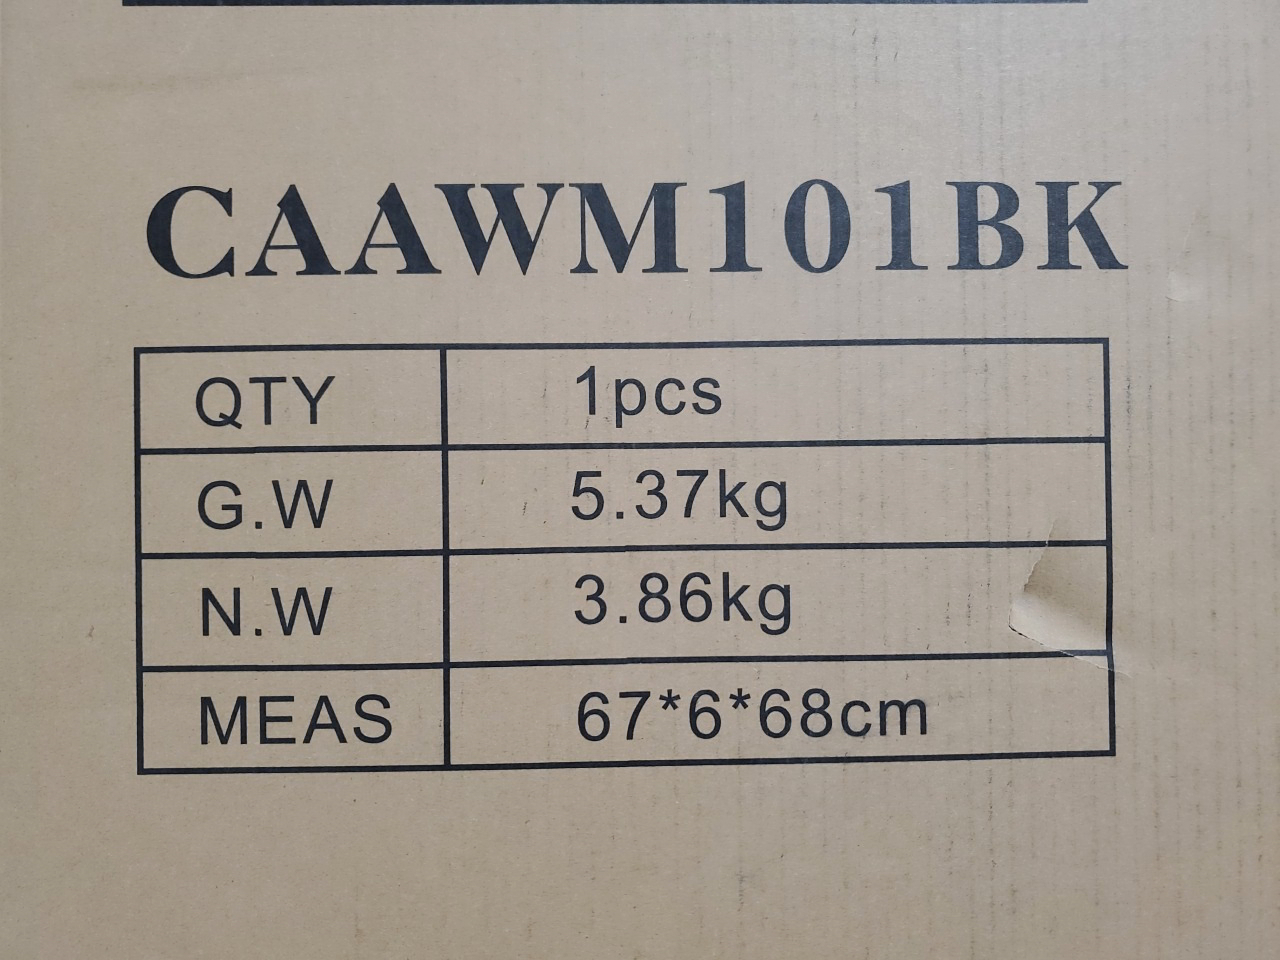 CAAWM101BK
QTY 1pcs
G.W 5.37kg
N.W 3.86kg
MEAS 67*6*68cm